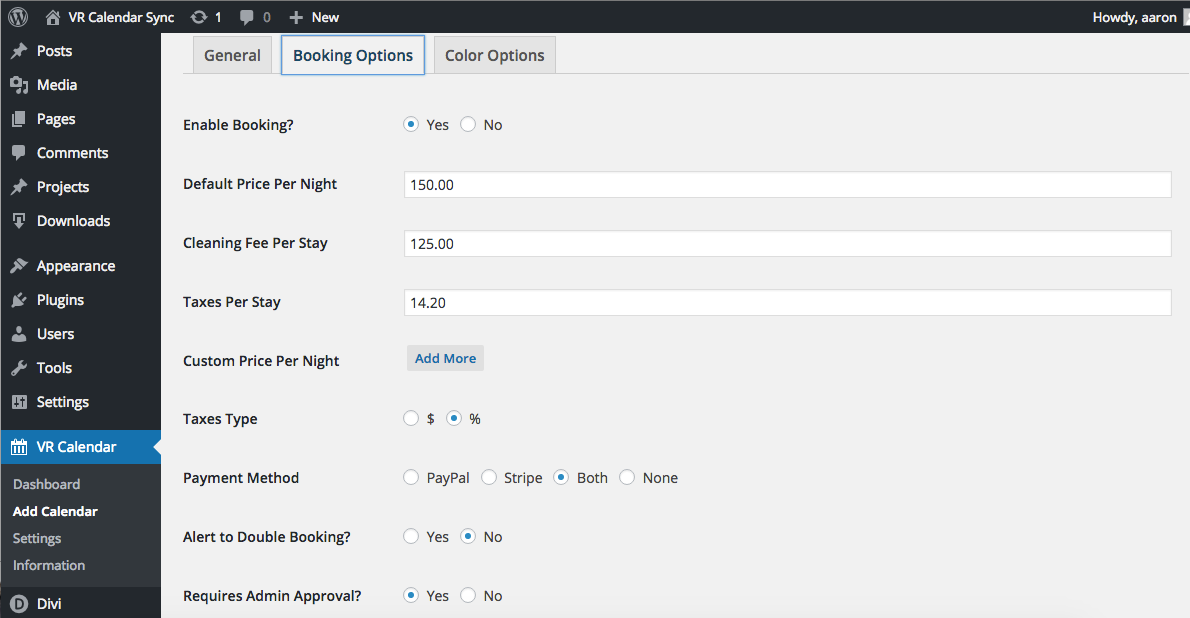 VR Calendar Sync 1 0 New Howdy, aaron
Posts
Media
Pages
Comments
Projects
Downloads
Appearance
Plugins
Users
Tools
Settings
VR Calendar
Dashboard
Add Calendar
Settings
Information
Divi
General Booking Options Color Options
Enable Booking? Yes No
Default Price Per Night 150.00
Cleaning Fee Per Stay 125.00
Taxes Per Stay 14.20
Custom Price Per Night Add More
Taxes Type $ %
Payment Method PayPal Stripe Both None
Alert to Double Booking? Yes No
Requires Admin Approval? Yes No